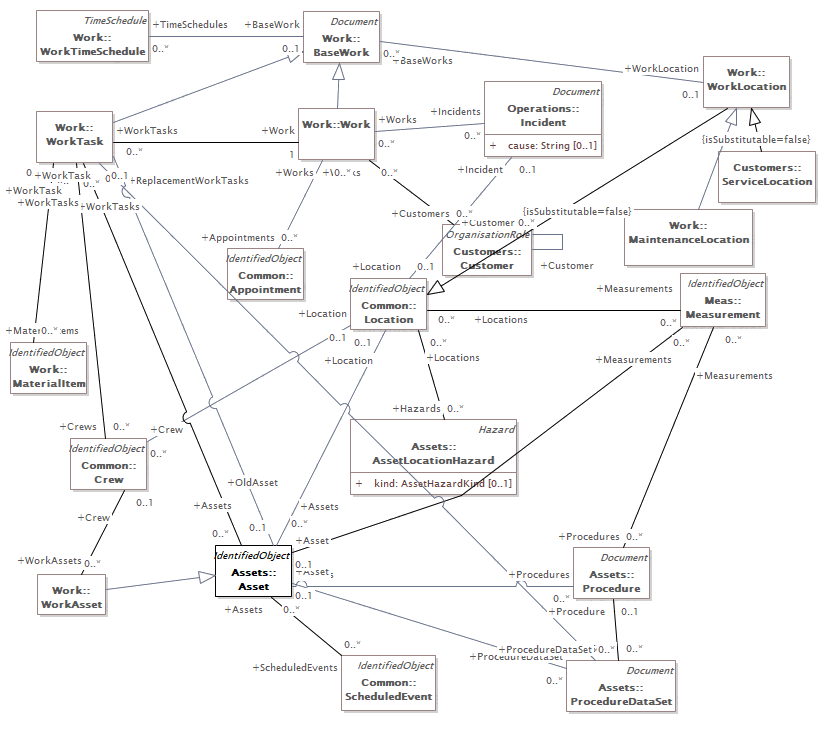 TimeSchedule
Work::
WorkTimeSchedule
+TimeSchedules
0..*
+BaseWork
0..1
Document
Work::
BaseWork
0..*
+BaseWorks
+WorkLocation
0..1
Work::
WorkLocation
Work::
WorkTask
+WorkTasks
0..*
+Work
1
Work::Work
+Works
0..*
+Incidents
0..*
Document
Operations::
Incident
+ cause: String [0..1]
{isSubstitutable=false}
Customers::
ServiceLocation
+WorkTask
0..*
0..1
+ReplacementWorkTasks
+WorkTask
+WorkTasks
+WorkTasks
+Works
0..*
+Incident
0..1
+Customers
0..*
+Customer
0..*
{isSubstitutable=false}
OrganisationRole
Customers::
Customer
+Customer
Work::
MaintenanceLocation
+Appointments
0..*
IdentifiedObject
Common::
Appointment
+Location
0..1
IdentifiedObject
Common::
Location
+Measurements
0..*
+Locations
0..*
IdentifiedObject
Meas::
Measurement
+Location
0..1
0..1
+Location
0..*
+Locations
0..*
+Measurements
0..*
+Measurements
0..*
IdentifiedObject
Work::
MaterialItem
+Hazards
0..*
Hazard
Assets::
AssetLocationHazard
+ kind: AssetHazardKind [0..1]
+Crews
0..*
+Crew
0..*
IdentifiedObject
Common::
Crew
0..1
+Crew
+OldAsset
0..1
+Assets
0..*
+Assets
0..*
+Asset
0..1
+WorkAssets
0..*
Work::
WorkAsset
IdentifiedObject
Assets::
Asset
+Asset
0..1
+Procedures
0..*
+Procedures
0..*
Document
Assets::
Procedure
+Procedure
0..1
+Assets
0..*
+ScheduledEvents
0..*
IdentifiedObject
Common::
ScheduledEvent
+ProcedureDataSet
0..*
0..*
+ProcedureDataSet
0..*
Document
Assets::
ProcedureDataSet